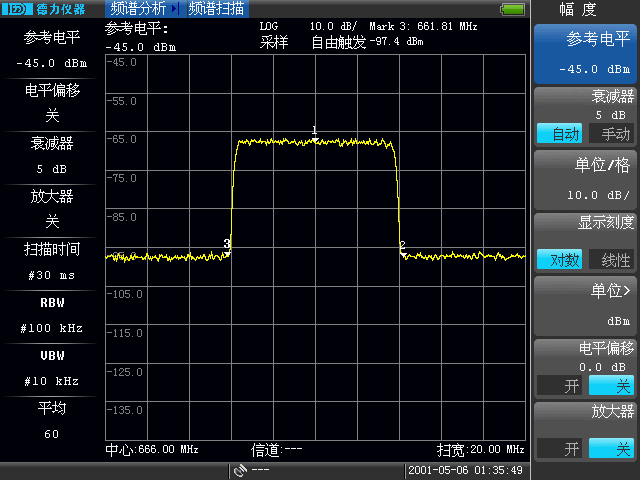 德力仪器 频谱分析 频谱扫描
幅 度
参考电平
-45.0 dBm
电平偏移
关
衰减器
5 dB
放大器
关
扫描时间
#30 ms
RBW
#100 kHz
VBW
#10 kHz
平均
60
参考电平: LOG 10.0 dB/ Mark 3: 661.81 MHz
-45.0 dBm 采样 自由触发 -97.4 dBm
-45.0
-55.0
-65.0
1
-75.0
-85.0
3
2
-95.0
-105.0
-115.0
-125.0
-135.0
中心:666.00 MHz 信道:--- 扫宽:20.00 MHz
--- 2001-05-06 01:35:49
参考电平
-45.0 dBm
衰减器
5 dB
自动 手动
单位/格
10.0 dB/
显示刻度
对数 线性
单位>
dBm
电平偏移
0.0 dB
开 关
放大器
开 关